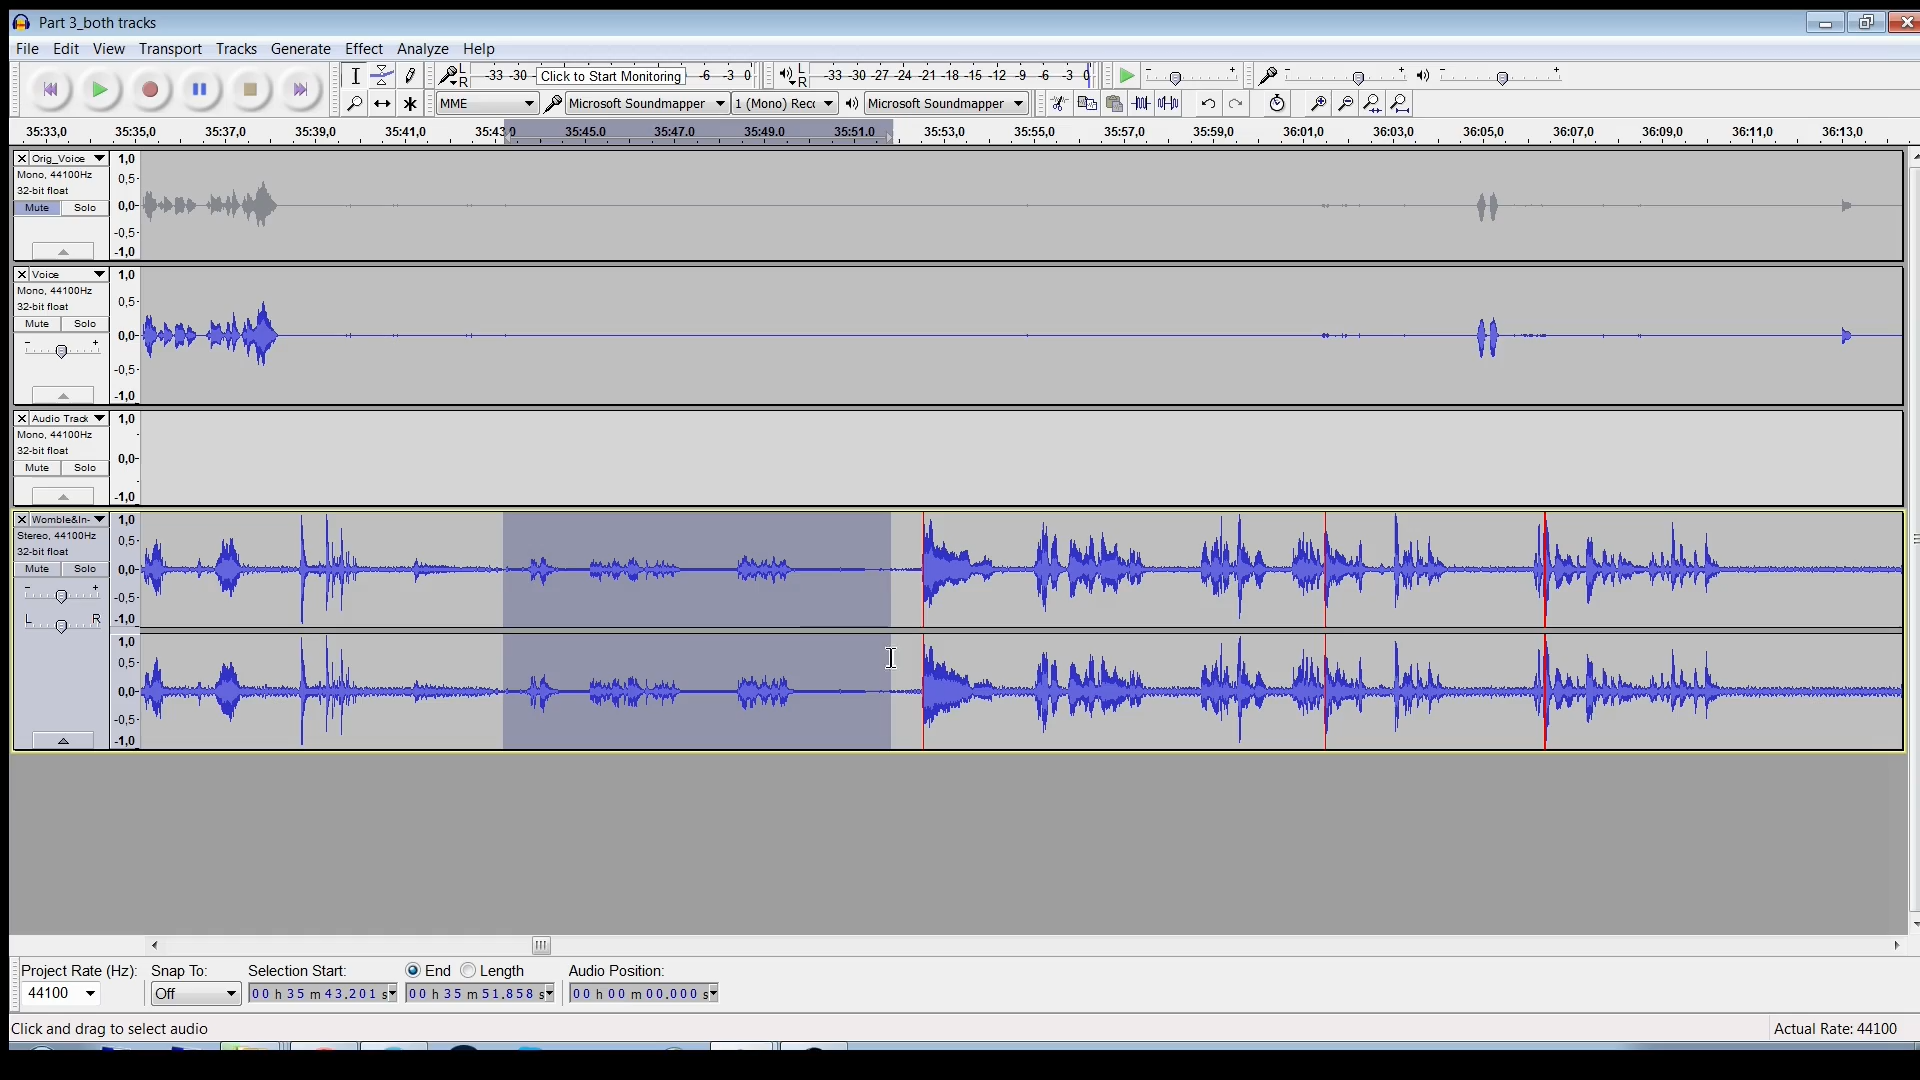 Part 3_both tracks
File Edit View Transport Tracks Generate Effect Analyze Help
L R -33 -30 Click to Start Monitoring -6 -3 0 L R -33 -30 -27 -24 -21 -18 -15 -12 -9 -6 -3 0 - + - + - +
MME Microsoft Soundmapper 1 (Mono) Recc Microsoft Soundmapper
35:33,0 35:35,0 35:37,0 35:39,0 35:41,0 35:43,0 35:45,0 35:47,0 35:49,0 35:51,0 35:53,0 35:55,0 35:57,0 35:59,0 36:01,0 36:03,0 36:05,0 36:07,0 36:09,0 36:11,0 36:13,0
Orig_Voice 1,0
Mono, 44100Hz 0,5
32-bit float
Mute Solo 0,0
-0,5
-1,0
Voice 1,0
Mono, 44100Hz
32-bit float 0,5
Mute Solo 0,0
- +
-0,5
-1,0
Audio Track 1,0
Mono, 44100Hz
32-bit float 0,0
Mute Solo
-1,0
Womble&In- 1,0
Stereo, 44100Hz 0,5
32-bit float
Mute Solo 0,0
- + -0,5
L R -1,0
1,0
0,5
0,0
-0,5
-1,0
Project Rate (Hz): Snap To: Selection Start: End Length Audio Position:
44100 Off 00 h 35 m 43.201 s 00 h 35 m 51.858 s 00 h 00 m 00.000 s
Click and drag to select audio Actual Rate: 44100